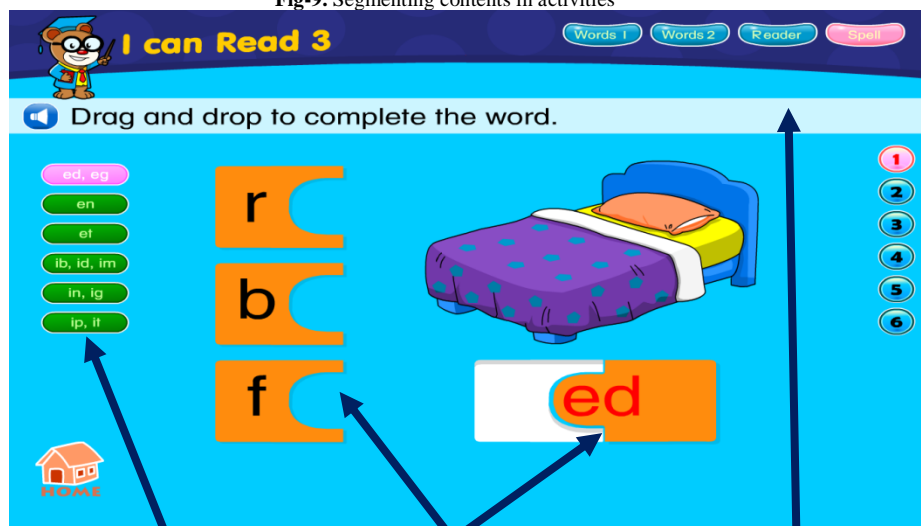 Fig-9. Segmenting contents in activities
I can Read 3
Words 1 Words 2 Reader Spell
Drag and drop to complete the word.
ed, eg
en
et
ib, id, im
in, ig
ip, it
r
b
f
ed
1
2
3
4
5
6
HOME